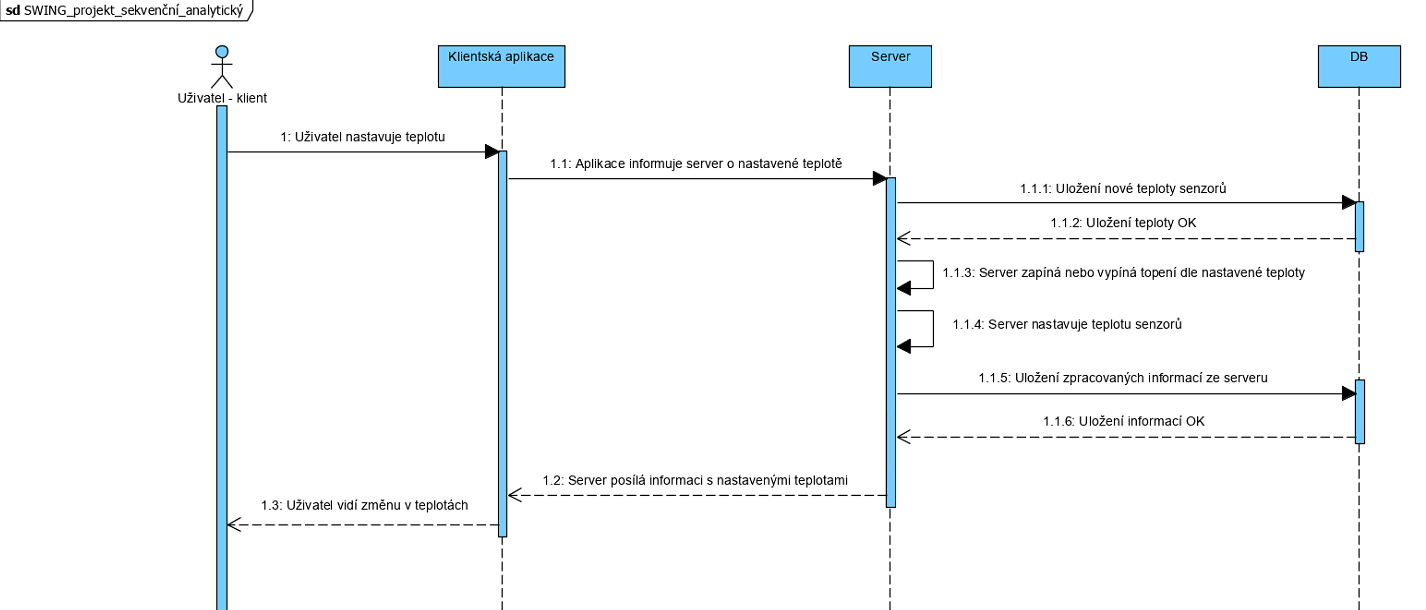 sd SWING_projekt_sekvenční_analytický
Klientská aplikace
Server
DB
Uživatel - klient
1: Uživatel nastavuje teplotu
1.1: Aplikace informuje server o nastavené teplotě
1.1.1: Uložení nové teploty senzorů
1.1.2: Uložení teploty OK
1.1.3: Server zapíná nebo vypíná topení dle nastavené teploty
1.1.4: Server nastavuje teplotu senzorů
1.1.5: Uložení zpracovaných informací ze serveru
1.1.6: Uložení informací OK
1.2: Server posílá informaci s nastavenými teplotami
1.3: Uživatel vidí změnu v teplotách